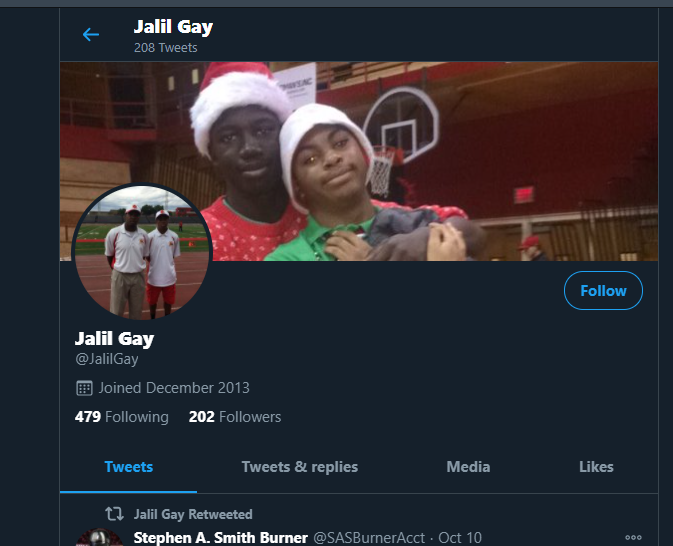 Jalil Gay
208 Tweets
Follow
Jalil Gay
@JalilGay
Joined December 2013
479 Following 202 Followers
Tweets Tweets & replies Media Likes
Jalil Gay Retweeted
Stephen A. Smith Burner @SASBurnerAcct · Oct 10